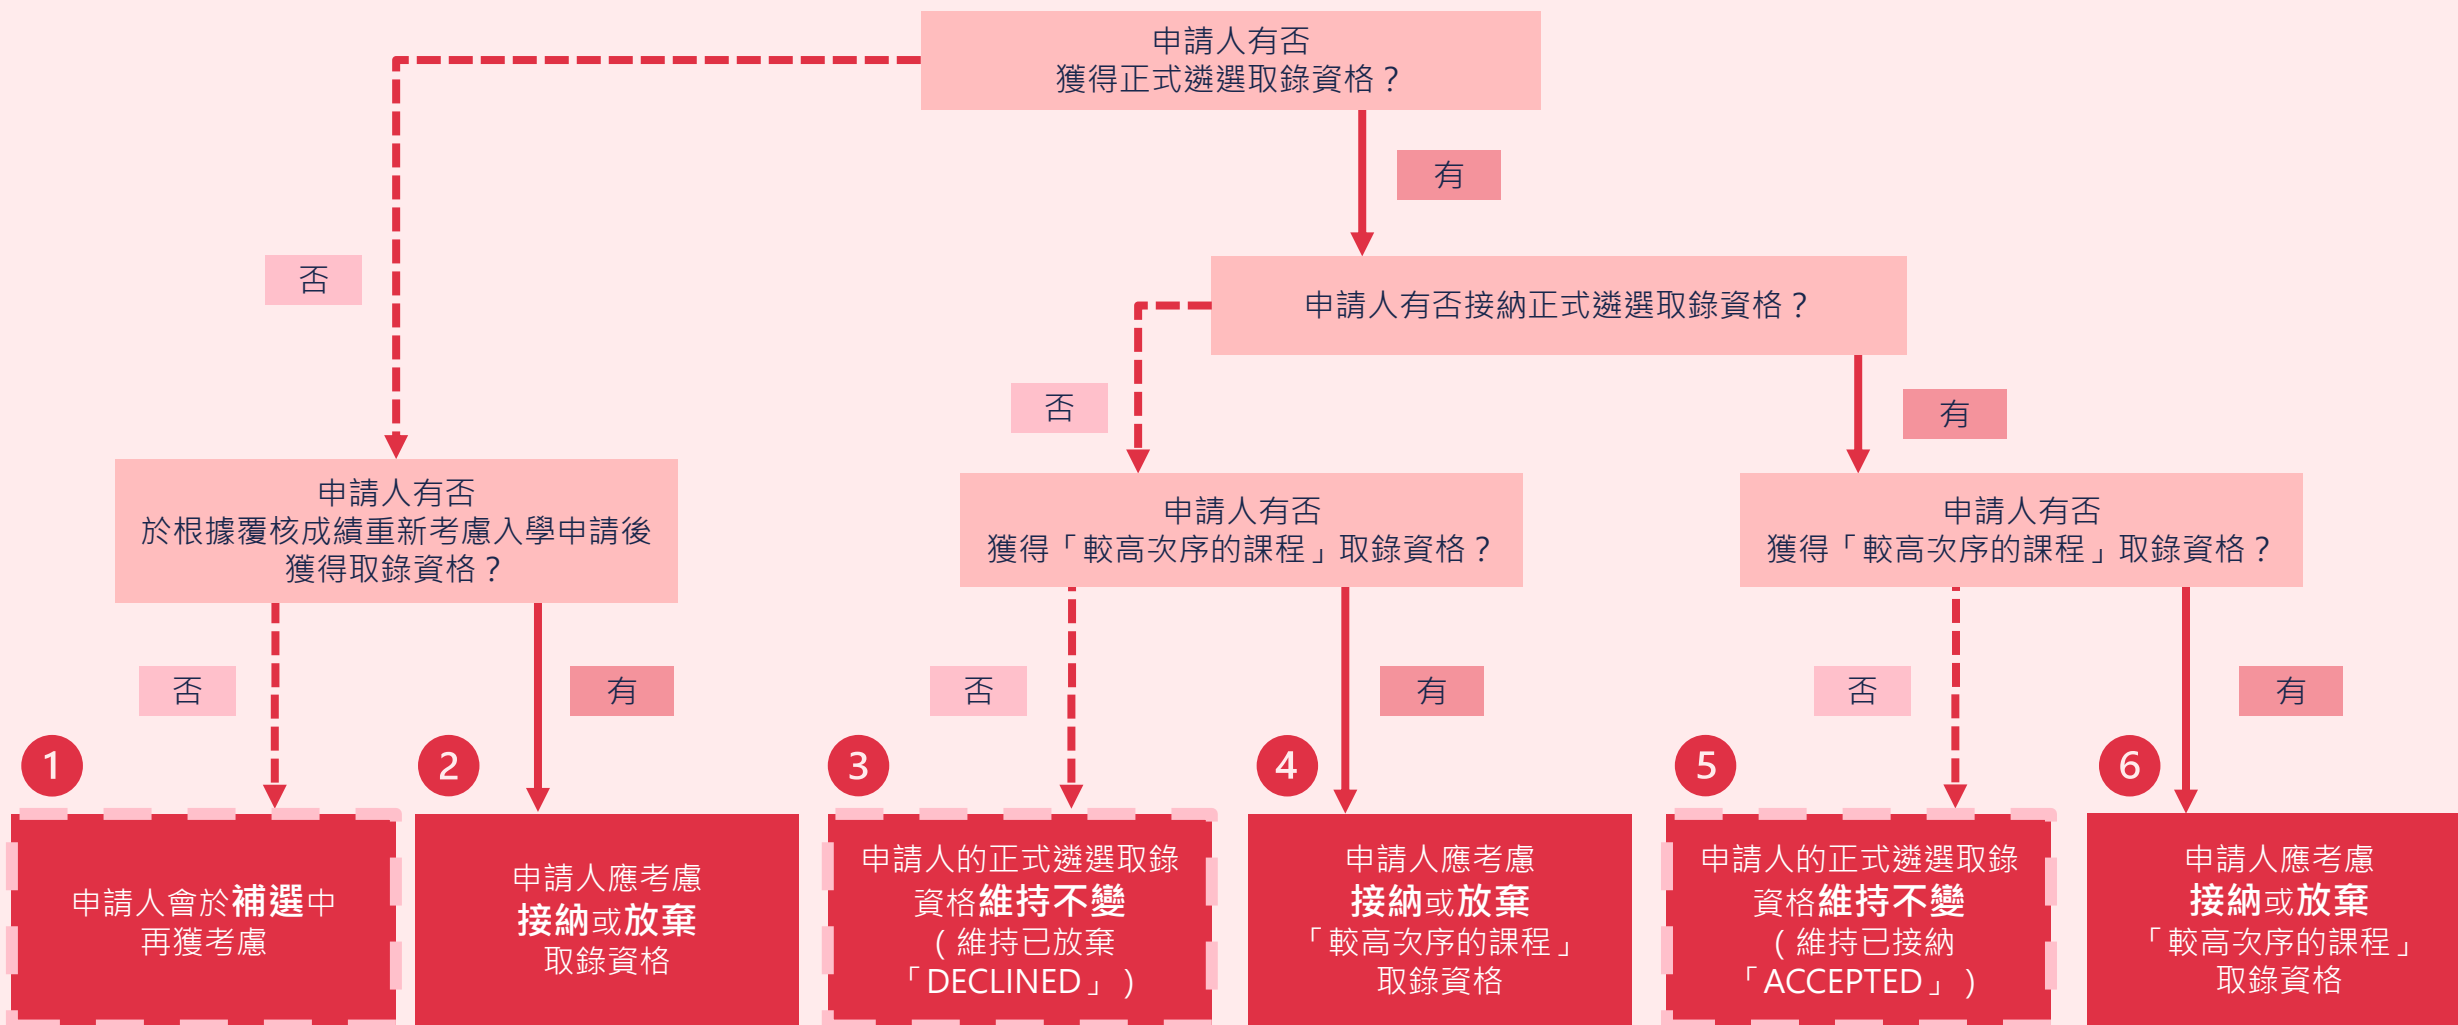 申請人有否
獲得正式遴選取錄資格？
有
否
申請人有否接納正式遴選取錄資格？
否
有
申請人有否
於根據覆核成績重新考慮入學申請後
獲得取錄資格？
申請人有否
獲得「較高次序的課程」取錄資格？
申請人有否
獲得「較高次序的課程」取錄資格？
否
有
否
有
否
有
1
申請人會於補選中
再獲考慮
2
申請人應考慮
接納或放棄
取錄資格
3
申請人的正式遴選取錄
資格維持不變
（維持已放棄
「DECLINED」）
4
申請人應考慮
接納或放棄
「較高次序的課程」
取錄資格
5
申請人的正式遴選取錄
資格維持不變
（維持已接納
「ACCEPTED」）
6
申請人應考慮
接納或放棄
「較高次序的課程」
取錄資格